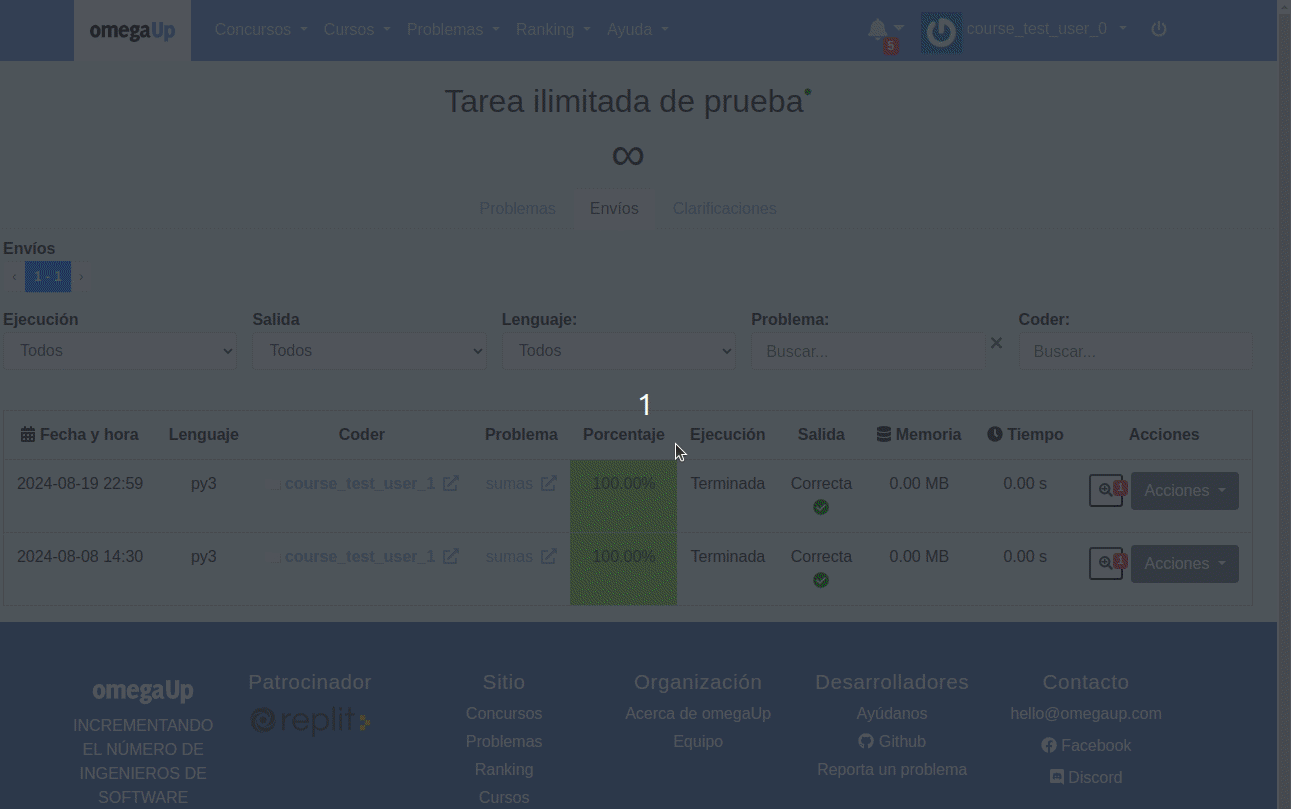 omegaUp Concursos Cursos Problemas Ranking Ayuda 5 course_test_user_0
Tarea ilimitada de prueba
∞
Problemas Envíos Clarificaciones
Envíos
‹ 1 - 1 ›
Ejecución Salida Lenguaje: Problema: Coder:
Todos Todos Todos Buscar... × Buscar...
1
Fecha y hora Lenguaje Coder Problema Porcentaje Ejecución Salida Memoria Tiempo Acciones
2024-08-19 22:59 py3 course_test_user_1 sumas 100.00% Terminada Correcta 0.00 MB 0.00 s 1 Acciones
2024-08-08 14:30 py3 course_test_user_1 sumas 100.00% Terminada Correcta 0.00 MB 0.00 s 1 Acciones
omegaUp
INCREMENTANDO
EL NÚMERO DE
INGENIEROS DE
SOFTWARE
Patrocinador
replit
Sitio
Concursos
Problemas
Ranking
Cursos
Organización
Acerca de omegaUp
Equipo
Desarrolladores
Ayúdanos
Github
Reporta un problema
Contacto
hello@omegaup.com
Facebook
Discord